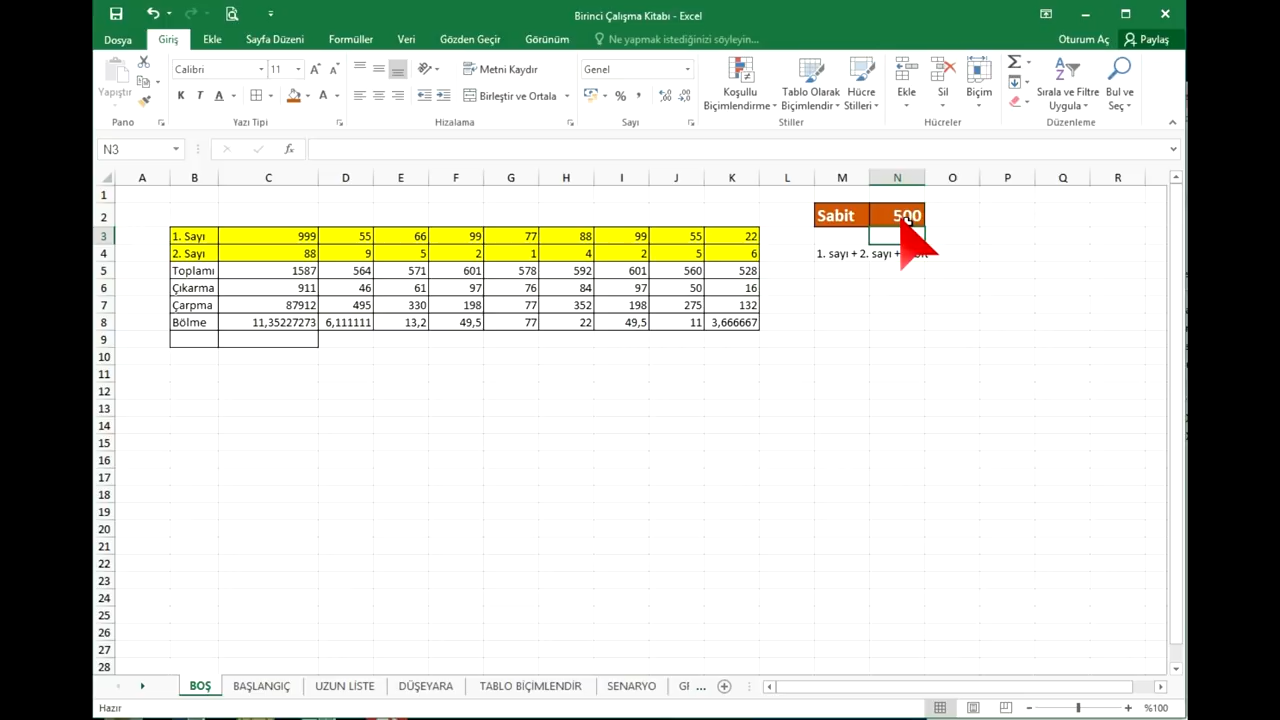 Birinci Çalışma Kitabı - Excel
Dosya Giriş Ekle Sayfa Düzeni Formüller Veri Gözden Geçir Görünüm Ne yapmak istediğinizi söyleyin... Oturum Aç Paylaş
Yapıştır
Calibri 11
Metni Kaydır
Birleştir ve Ortala
Genel
Koşullu Biçimlendirme
Tablo Olarak Biçimlendir
Hücre Stilleri
Ekle Sil Biçim
Sırala ve Filtre Uygula
Bul ve Seç
Pano Yazı Tipi Hizalama Sayı Stiller Hücreler Düzenleme
N3 fx
A B C D E F G H I J K L M N O P Q R
1
2 Sabit 500
3 1. Sayı 999 55 66 99 77 88 99 55 22
4 2. Sayı 88 9 5 2 1 4 2 5 6 1. sayı + 2. sayı +
5 Toplamı 1587 564 571 601 578 592 601 560 528
6 Çıkarma 911 46 61 97 76 84 97 50 16
7 Çarpma 87912 495 330 198 77 352 198 275 132
8 Bölme 11,35227273 6,111111 13,2 49,5 77 22 49,5 11 3,666667
9
10
11
12
13
14
15
16
17
18
19
20
21
22
23
24
25
26
27
28
BOŞ BAŞLANGIÇ UZUN LİSTE DÜŞEYARA TABLO BİÇİMLENDİR SENARYO ...
Hazır %100